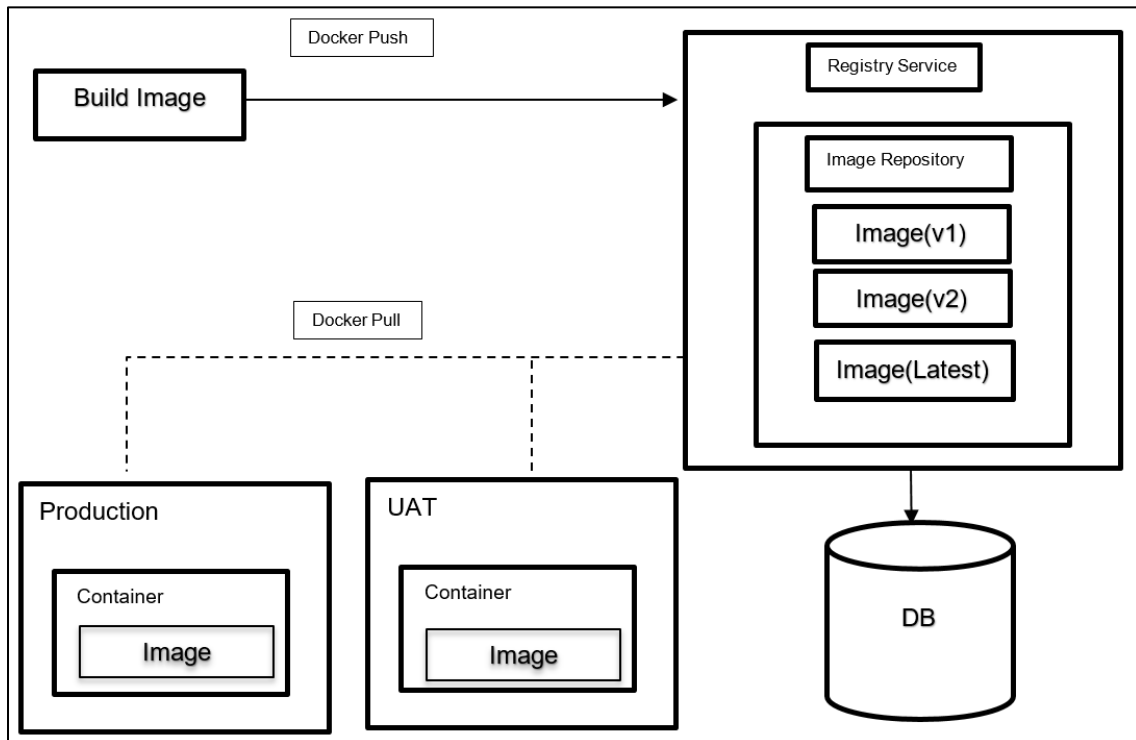 Docker Push
Registry Service
Build Image
Image Repository
Image(v1)
Image(v2)
Docker Pull
Image(Latest)
Production
UAT
Container
Container
Image
Image
DB